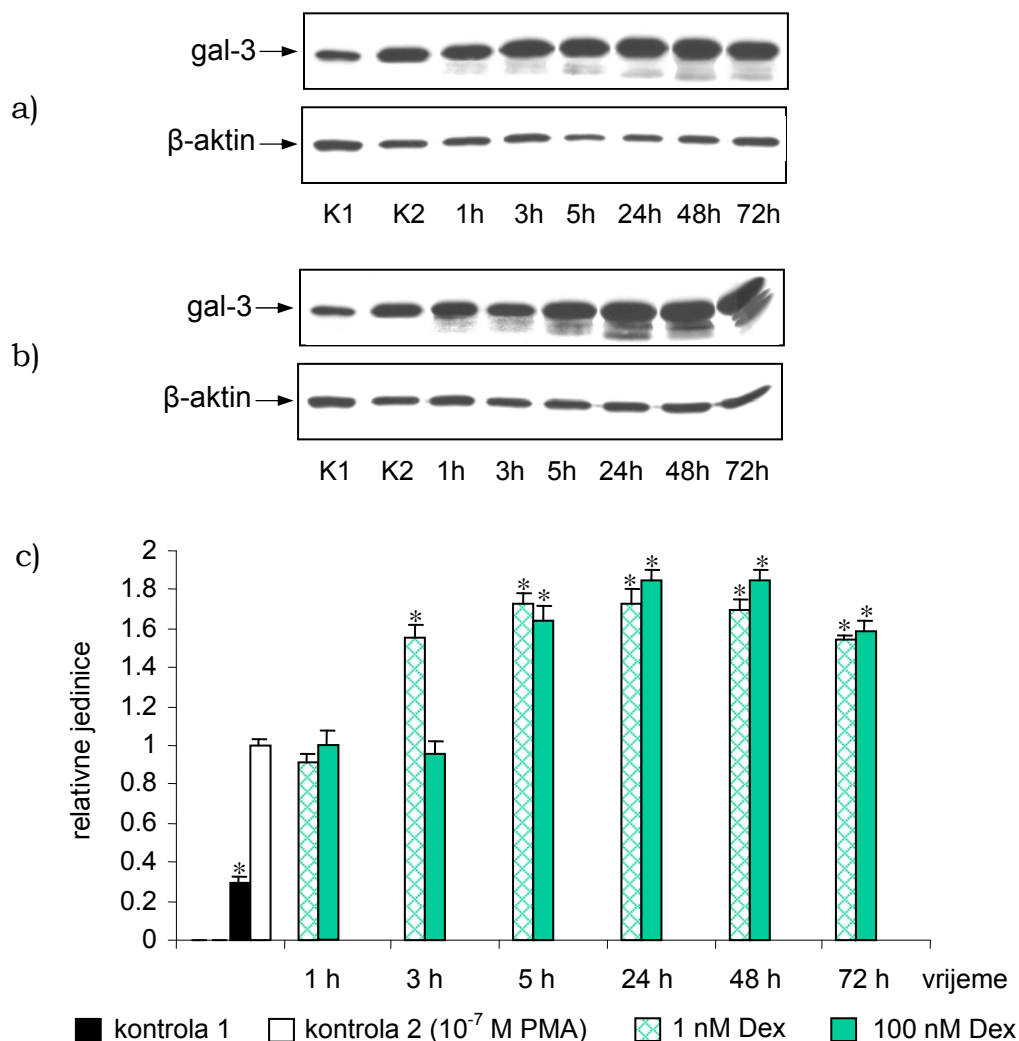 a)
gal-3
β-aktin
K1 K2 1h 3h 5h 24h 48h 72h
b)
gal-3
β-aktin
K1 K2 1h 3h 5h 24h 48h 72h
c)
relativne jedinice
2
1.8
1.6
1.4
1.2
1
0.8
0.6
0.4
0.2
0
* * * * * * * * * *
1 h 3 h 5 h 24 h 48 h 72 h vrijeme
kontrola 1 kontrola 2 (10⁻⁷ M PMA) 1 nM Dex 100 nM Dex